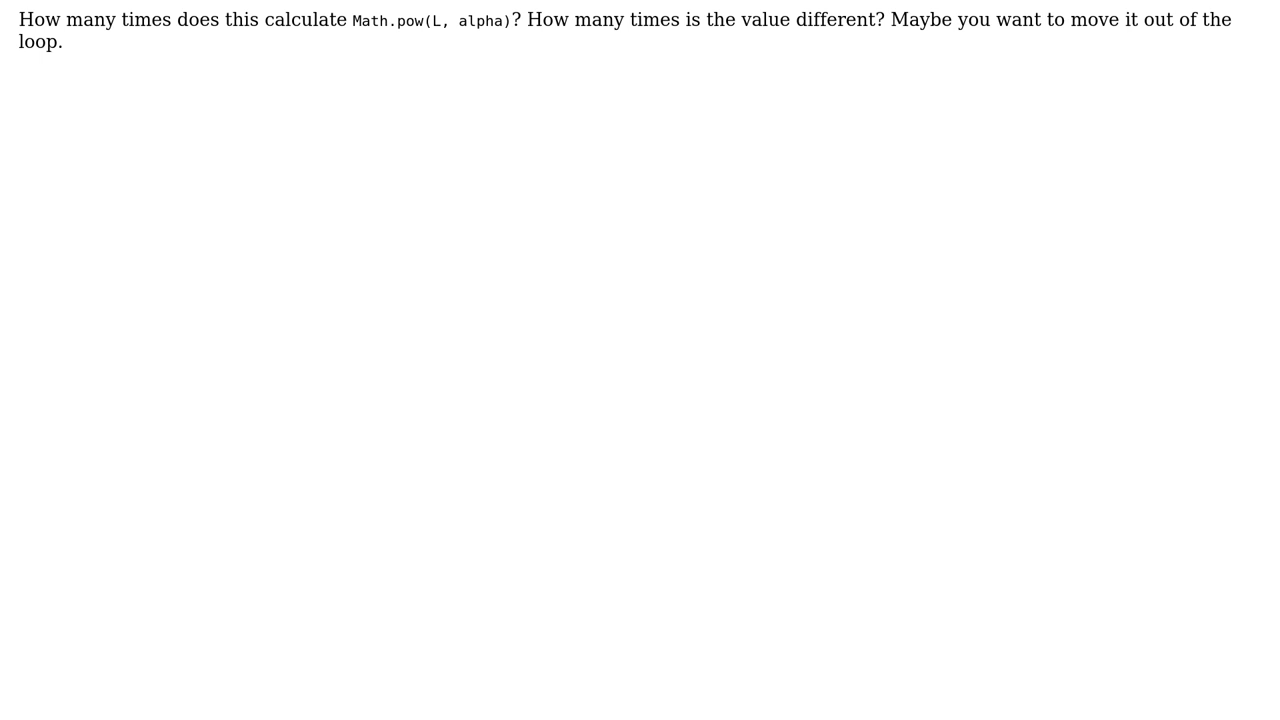 How many times does this calculate Math.pow(L, alpha)? How many times is the value different? Maybe you want to move it out of the
loop.